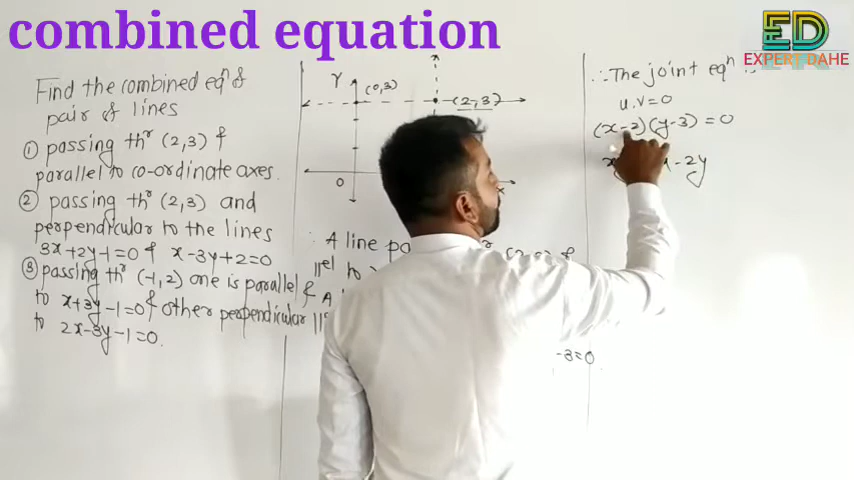 combined equation
ED
EXPERT DAHE
Find the combined eqⁿ of
pair of lines
① passing thʳ (2,3) &
parallel to co-ordinate axes.
② passing thʳ (2,3) and
perpendicular to the lines
3x+2y-1=0 & x-3y+2=0
③ passing thʳ (-1,2) one is parallel &
to x+3y-1=0 & other perpendicular
to 2x-3y-1=0.
Y
(0,3)
(2,3)
O
∴ A line
llel to
A
ll
-3=0
∴ The joint eqⁿ is
u.v=0
(x-2)(y-3)=0
-2y